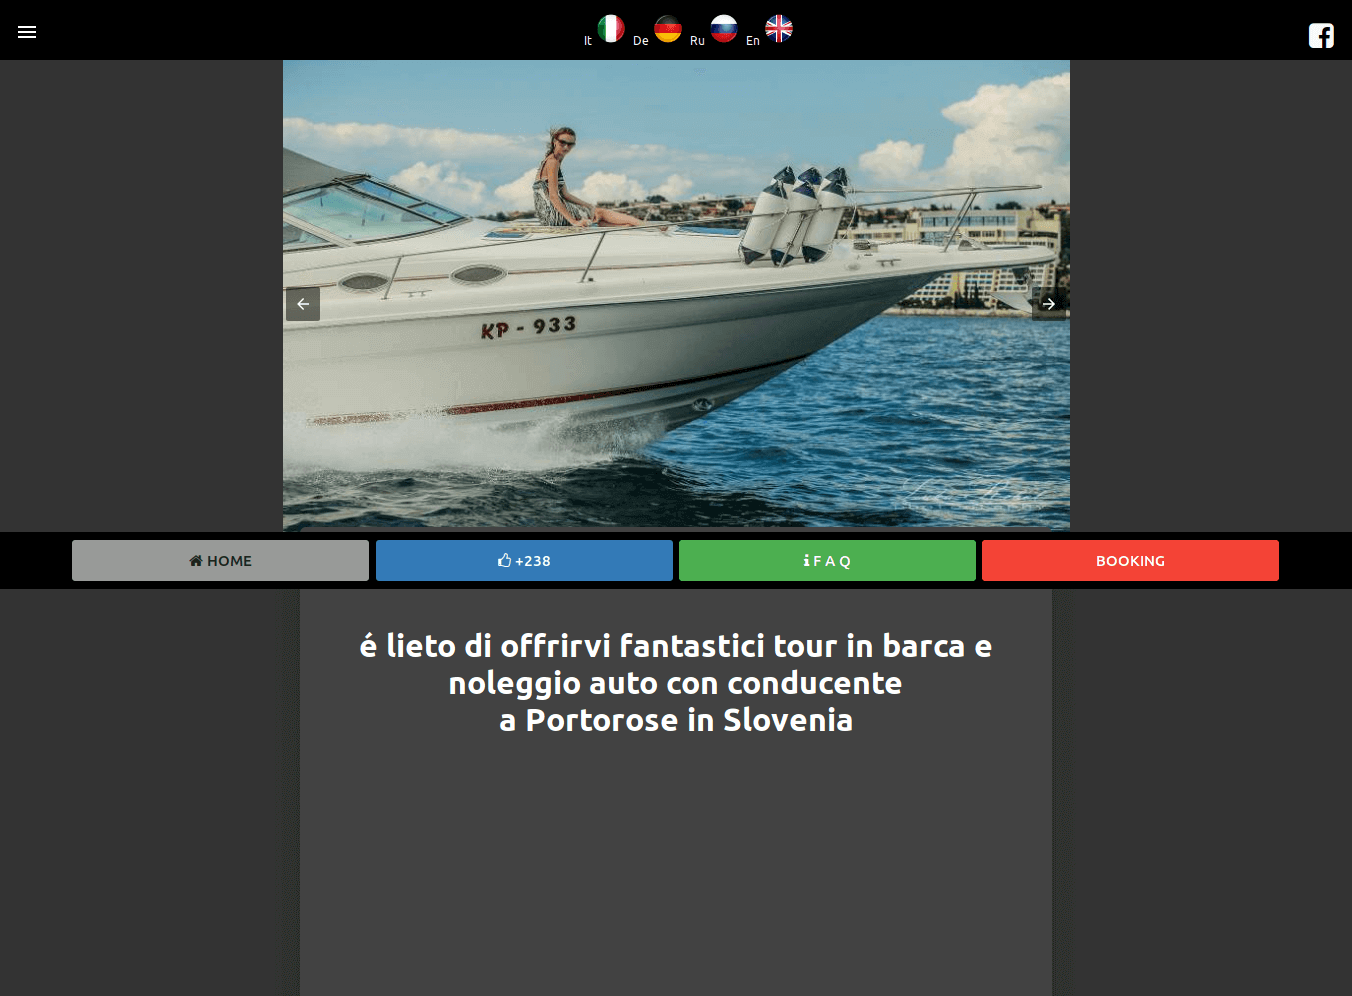 It De Ru En
KP - 933
HOME +238 F A Q BOOKING
é lieto di offrirvi fantastici tour in barca e
noleggio auto con conducente
a Portorose in Slovenia